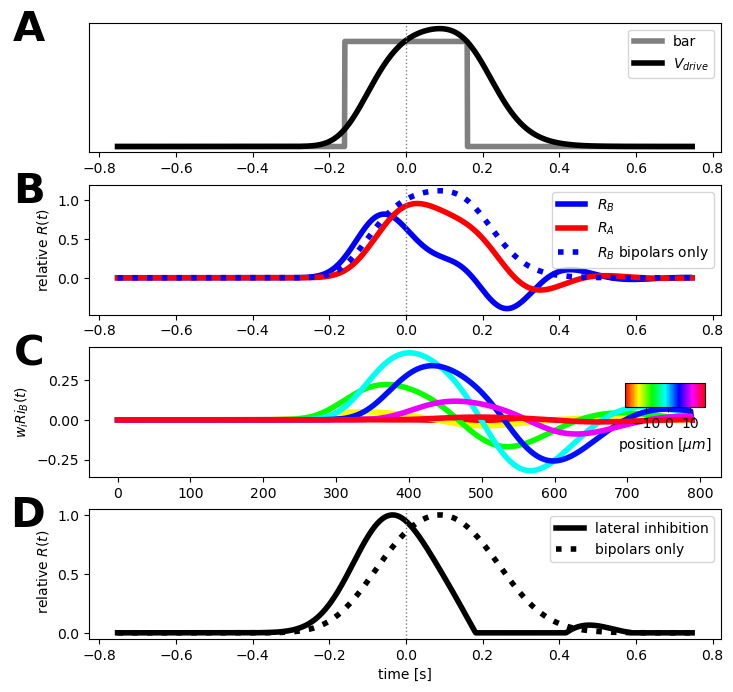 A
bar
V_drive
−0.8 −0.6 −0.4 −0.2 0.0 0.2 0.4 0.6 0.8
B
relative R(t)
1.0
0.5
0.0
R_B
R_A
R_B bipolars only
−0.8 −0.6 −0.4 −0.2 0.0 0.2 0.4 0.6 0.8
C
w_i R_{iB}(t)
0.25
0.00
−0.25
−10 0 10
position [μm]
0 100 200 300 400 500 600 700 800
D
relative R(t)
1.0
0.5
0.0
lateral inhibition
bipolars only
−0.8 −0.6 −0.4 −0.2 0.0 0.2 0.4 0.6 0.8
time [s]